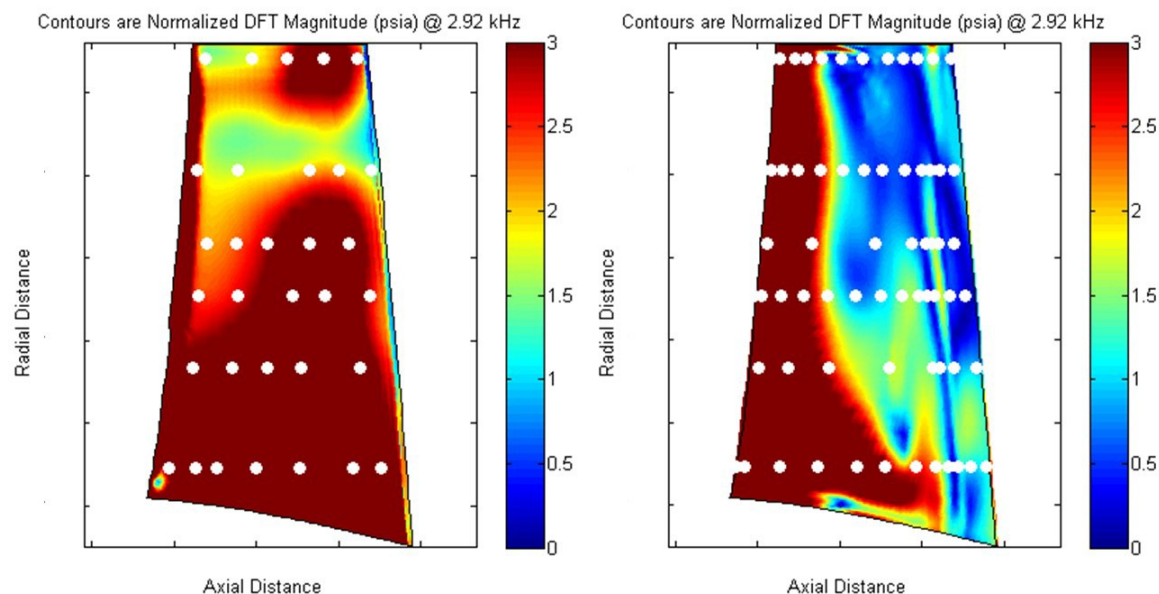 Contours are Normalized DFT Magnitude (psia) @ 2.92 kHz
3
2.5
2
1.5
1
0.5
0
Radial Distance
Axial Distance
Contours are Normalized DFT Magnitude (psia) @ 2.92 kHz
3
2.5
2
1.5
1
0.5
0
Radial Distance
Axial Distance